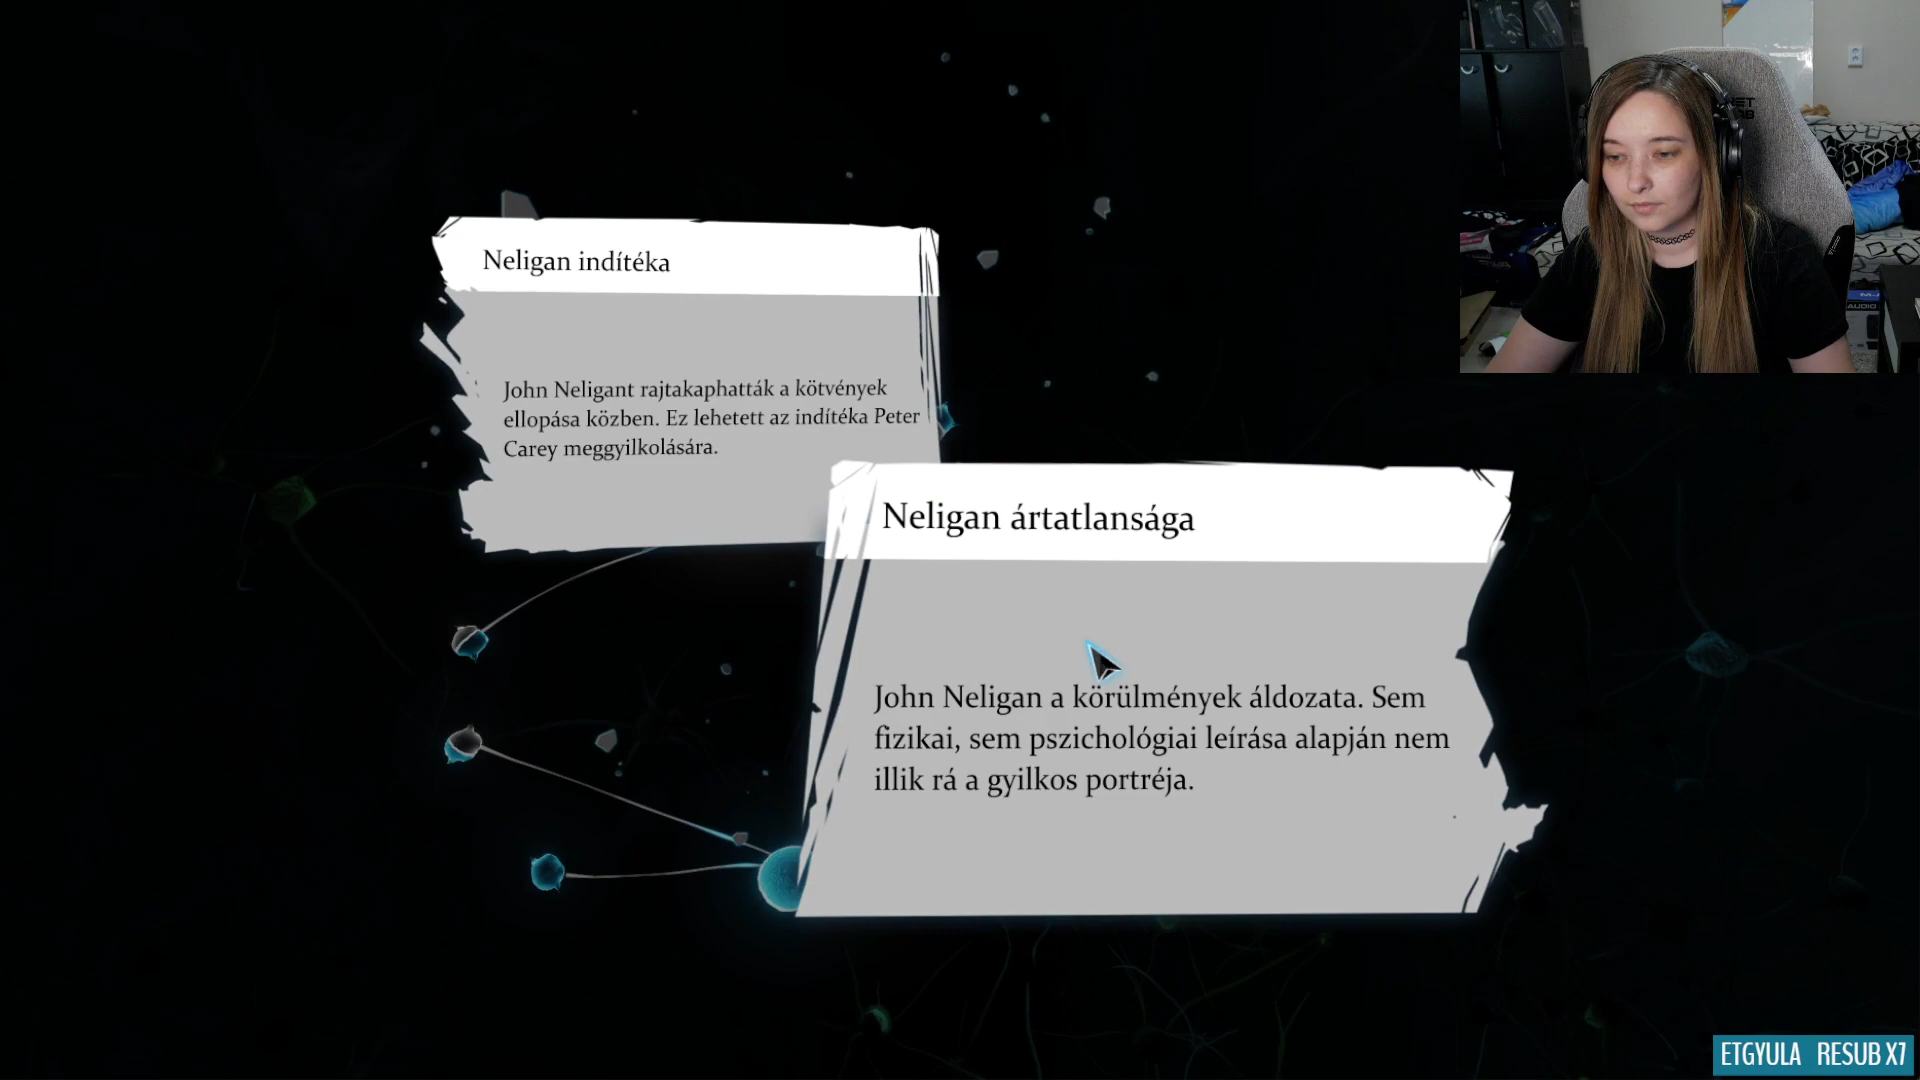 Neligan indítéka
John Neligant rajtakaphatták a kötvények
ellopása közben. Ez lehetett az indítéka Peter
Carey meggyilkolására.
Neligan ártatlansága
John Neligan a körülmények áldozata. Sem
fizikai, sem pszichológiai leírása alapján nem
illik rá a gyilkos portréja.
AUDIO
ETGYULA RESUB X7